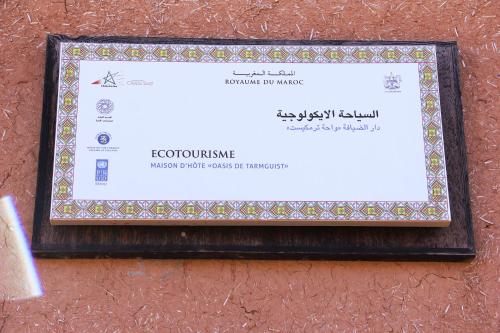 المملكة المغربية
ROYAUME DU MAROC
السياحة الايكولوجية
دار الضيافة «واحة ترمكيست»
ECOTOURISME
MAISON D'HÔTE «OASIS DE TARMGUIST»